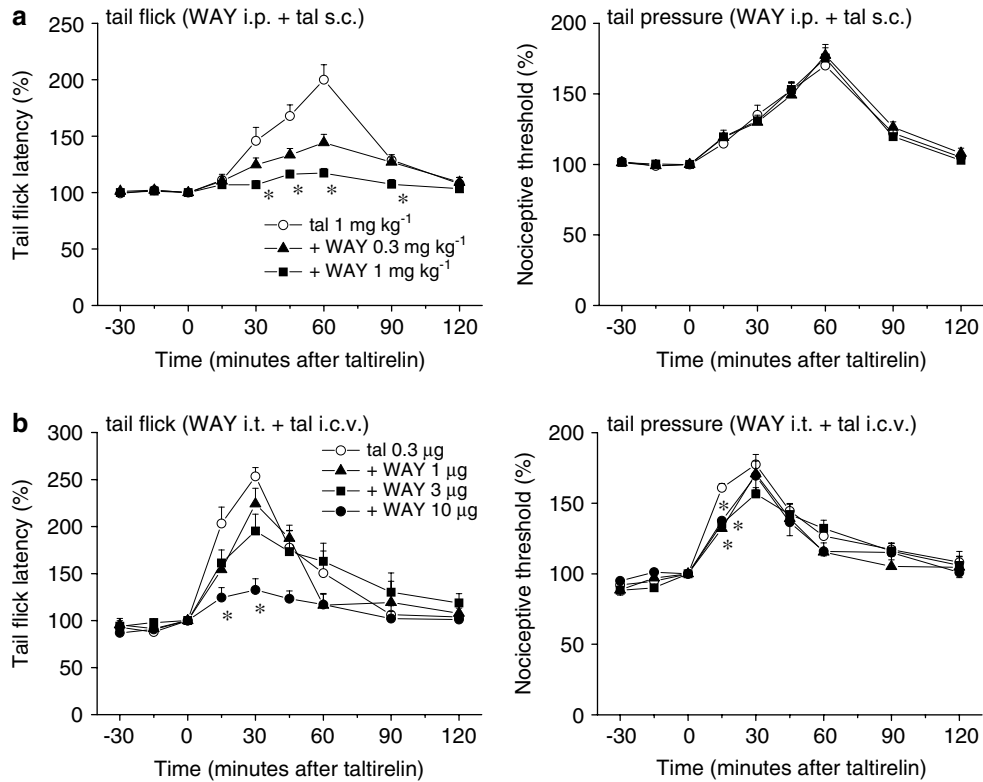 a
tail flick (WAY i.p. + tal s.c.)
Tail flick latency (%)
250
200
150
100
50
0
* * * *
tal 1 mg kg⁻¹
+ WAY 0.3 mg kg⁻¹
+ WAY 1 mg kg⁻¹
-30 0 30 60 90 120
Time (minutes after taltirelin)
tail pressure (WAY i.p. + tal s.c.)
Nociceptive threshold (%)
200
150
100
50
0
-30 0 30 60 90 120
Time (minutes after taltirelin)
b
tail flick (WAY i.t. + tal i.c.v.)
Tail flick latency (%)
300
250
200
150
100
50
0
tal 0.3 µg
+ WAY 1 µg
+ WAY 3 µg
+ WAY 10 µg
* *
-30 0 30 60 90 120
Time (minutes after taltirelin)
tail pressure (WAY i.t. + tal i.c.v.)
Nociceptive threshold (%)
200
150
100
50
0
*
*
*
-30 0 30 60 90 120
Time (minutes after taltirelin)